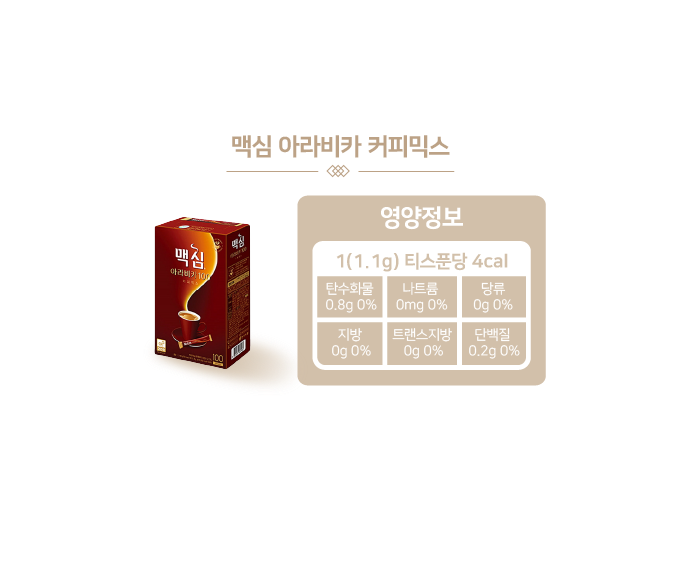 맥심 아라비카 커피믹스
영양정보
1(1.1g) 티스푼당 4cal
탄수화물 나트륨 당류
0.8g 0% 0mg 0% 0g 0%
지방 트랜스지방 단백질
0g 0% 0g 0% 0.2g 0%
맥심
아라비카 100
100
맥심